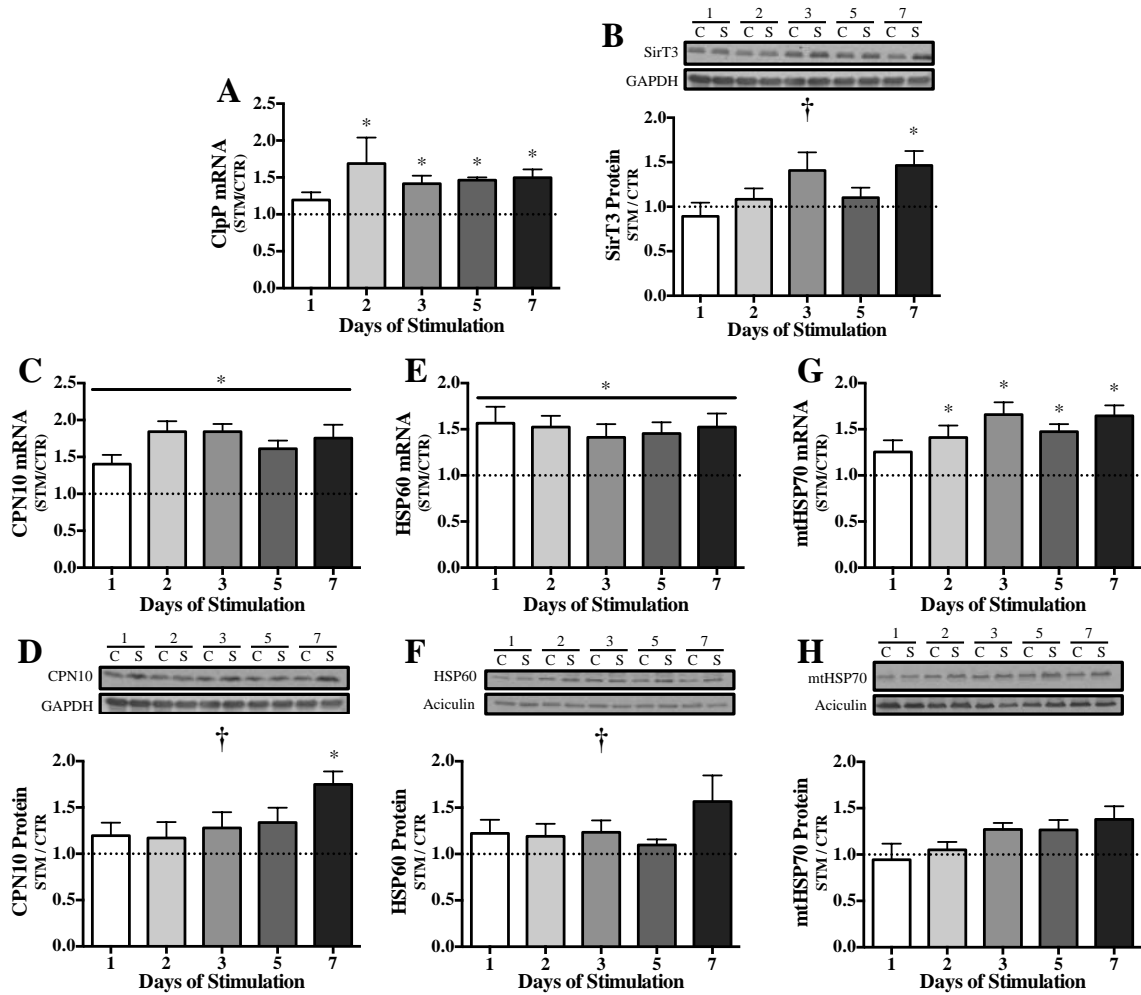 A
ClpP mRNA
(STM/CTR)
2.5
2.0
1.5
1.0
0.5
0.0
*
*
*
*
1 2 3 5 7
Days of Stimulation
B
1 2 3 5 7
C S C S C S C S C S
SirT3
GAPDH
†
SirT3 Protein
STM / CTR
2.0
1.5
1.0
0.5
0.0
*
1 2 3 5 7
Days of Stimulation
C
CPN10 mRNA
(STM/CTR)
2.5
2.0
1.5
1.0
0.5
0.0
*
1 2 3 5 7
Days of Stimulation
E
HSP60 mRNA
(STM/CTR)
2.0
1.5
1.0
0.5
0.0
*
1 2 3 5 7
Days of Stimulation
G
mtHSP70 mRNA
(STM/CTR)
2.0
1.5
1.0
0.5
0.0
*
*
*
*
1 2 3 5 7
Days of Stimulation
D
1 2 3 5 7
C S C S C S C S C S
CPN10
GAPDH
†
CPN10 Protein
STM / CTR
2.0
1.5
1.0
0.5
0.0
*
1 2 3 5 7
Days of Stimulation
F
1 2 3 5 7
C S C S C S C S C S
HSP60
Aciculin
†
HSP60 Protein
STM / CTR
2.0
1.5
1.0
0.5
0.0
1 2 3 5 7
Days of Stimulation
H
1 2 3 5 7
C S C S C S C S C S
mtHSP70
Aciculin
mtHSP70 Protein
STM / CTR
2.0
1.5
1.0
0.5
0.0
1 2 3 5 7
Days of Stimulation